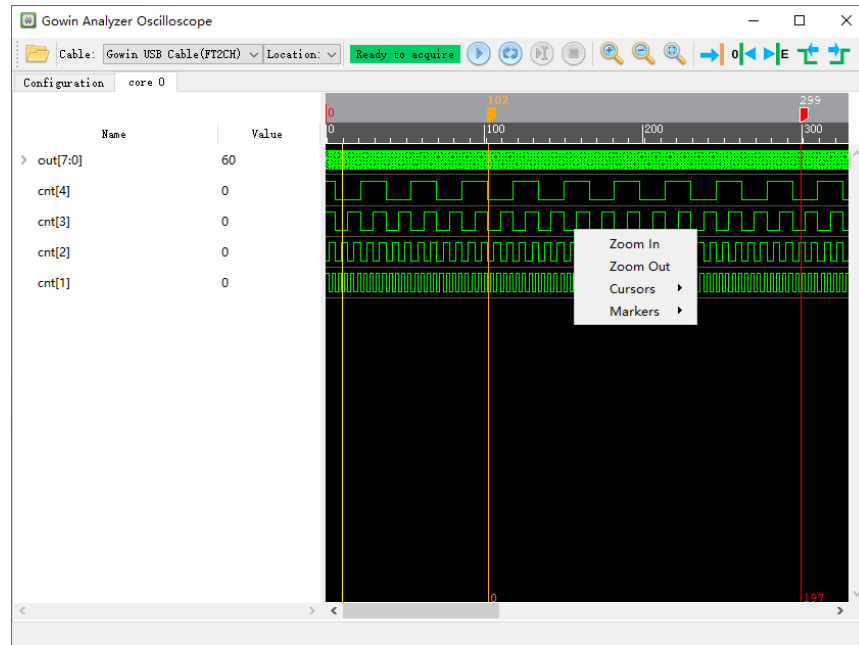 Gowin Analyzer Oscilloscope
Cable: Gowin USB Cable(FT2CH) Location: Ready to acquire 0 E
Configuration core 0
0 102 299
Name Value 0 100 200 300
out[7:0] 60
cnt[4] 0
cnt[3] 0
cnt[2] 0
cnt[1] 0
Zoom In
Zoom Out
Cursors
Markers
0 197